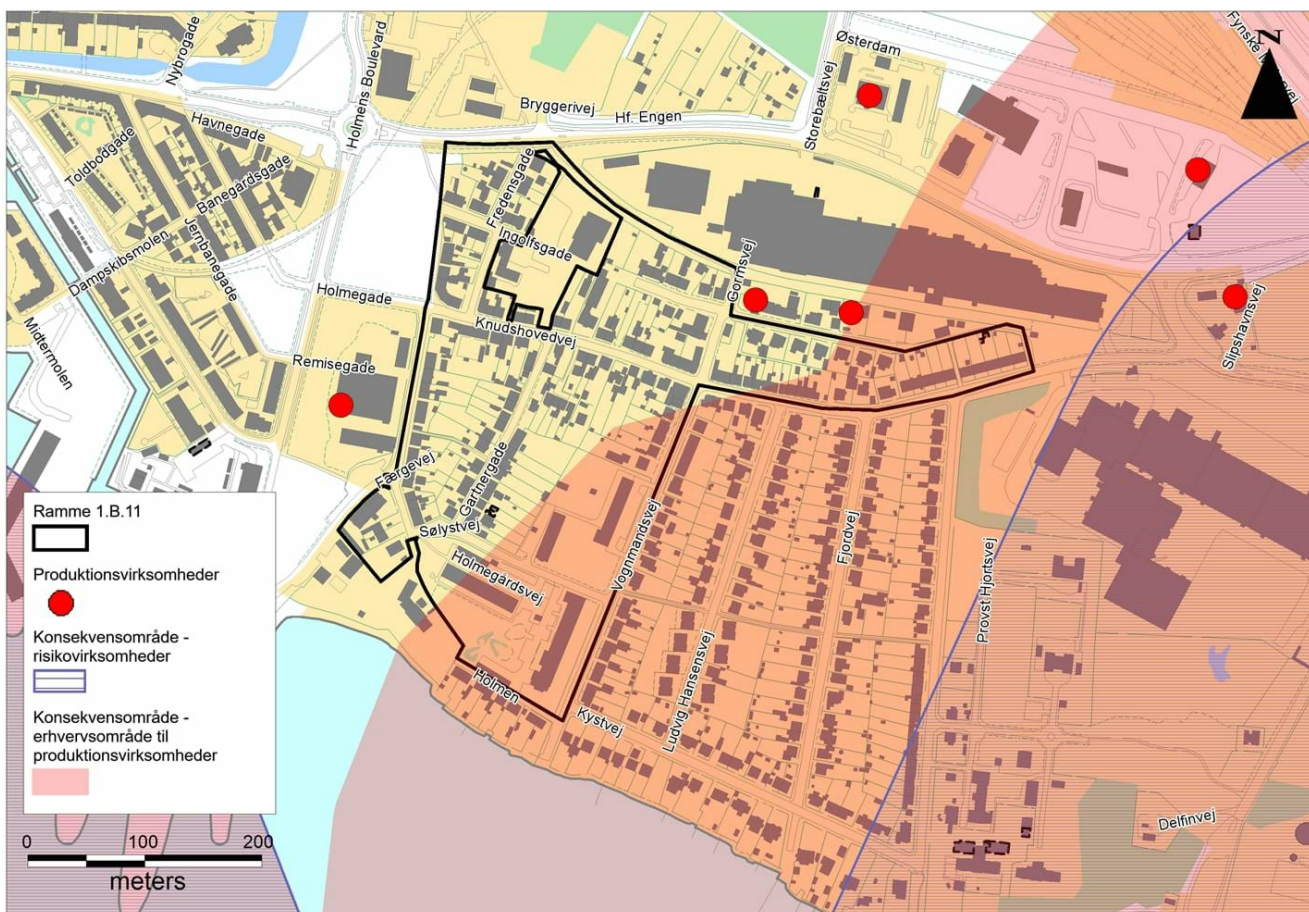 Nybrogade
Holmens Boulevard
Østerdam
N
Bryggerivej
Hf. Engen
Storebæltsvej
Havnegade
Toldbodgade
Banegårdsgade
Fredensgade
Ingolfsgade
Jernbanegade
Dampskibsmolen
Gormsvej
Holmegade
Knudshovedvej
Slipshavnsvej
Midtermolen
Remisegade
Færgevej
Gartnergade
Sølystvej
Holmegårdsvej
Vognmandsvej
Fjordvej
Provst Hjortsvej
Ludvig Hansensvej
Holmen
Kystvej
Delfinvej
Ramme 1.B.11
Produktionsvirksomheder
Konsekvensområde -
risikovirksomheder
Konsekvensområde -
erhvervsområde til
produktionsvirksomheder
0 100 200
meters